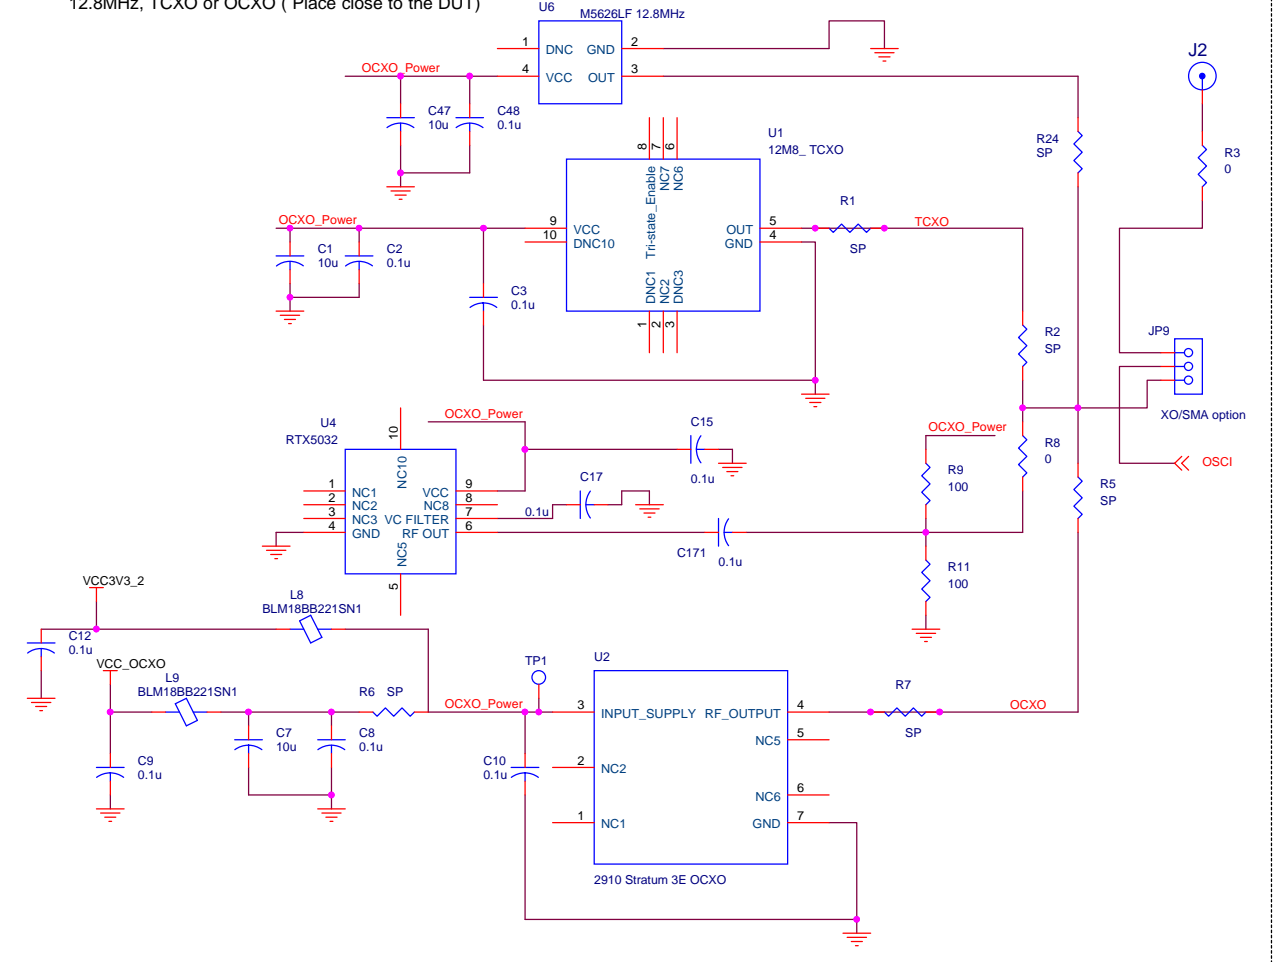 12.8MHz, TCXO or OCXO ( Place close to the DUT)
U6
M5626LF 12.8MHz
1 DNC GND 2
4 VCC OUT 3
OCXO_Power
C47
10u
C48
0.1u
J2
R24
SP
R3
0
U1
12M8_ TCXO
8 7 6
Tri-state_Enable
NC7
NC6
OCXO_Power
9 VCC
10 DNC10
OUT 5
GND 4
R1
SP
TCXO
C1
10u
C2
0.1u
C3
0.1u
DNC1
NC2
DNC3
1 2 3
R2
SP
JP9
XO/SMA option
OSCI
U4
RTX5032
10
NC10
OCXO_Power
C15
0.1u
OCXO_Power
R8
0
R9
100
R5
SP
1 NC1
2 NC2
3 NC3
4 GND
VCC 9
NC8 8
VC FILTER 7
RF OUT 6
NC5
5
C17
0.1u
C171
0.1u
R11
100
VCC3V3_2
L8
BLM18BB221SN1
C12
0.1u
VCC_OCXO
L9
BLM18BB221SN1
R6 SP
OCXO_Power
TP1
U2
3 INPUT_SUPPLY RF_OUTPUT 4
NC5 5
2 NC2
NC6 6
1 NC1
GND 7
R7
SP
OCXO
C7
10u
C8
0.1u
C9
0.1u
C10
0.1u
2910 Stratum 3E OCXO